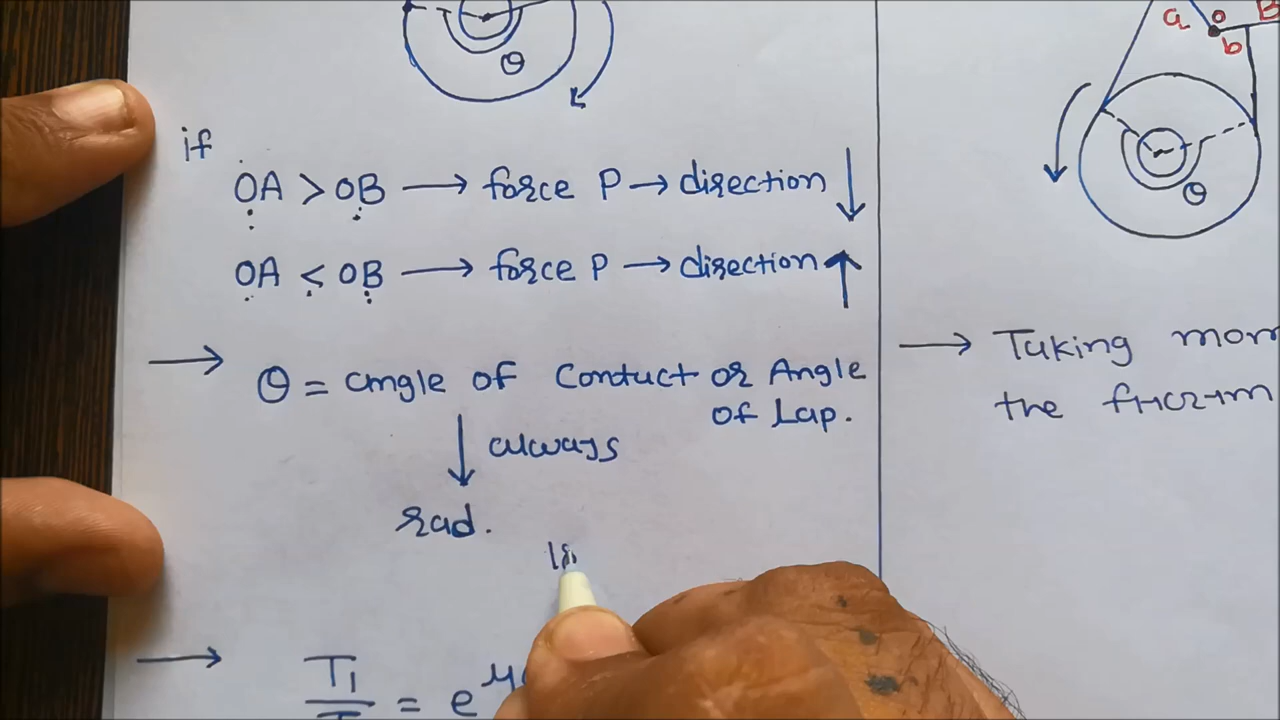 θ
if
OA > OB → force P → direction ↓
OA < OB → force P → direction ↑
→ θ = angle of Contact or Angle
of Lap.
↓ always
rad.
18
→ T1
= e^μ
a o B
b
θ
→ Taking mom
the